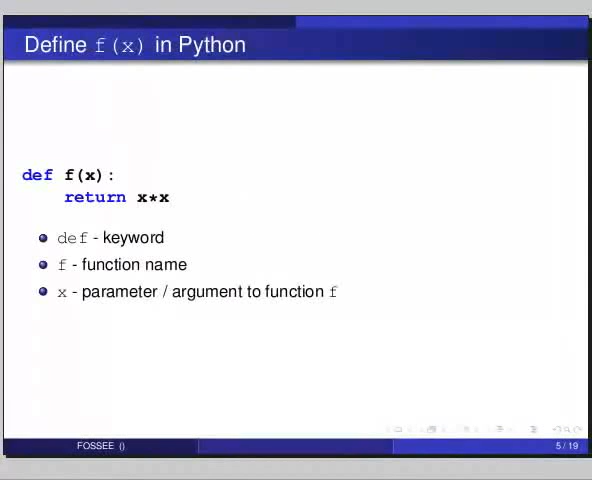 Define f(x) in Python
def f(x):
return x*x
def - keyword
f - function name
x - parameter / argument to function f
FOSSEE ()
5 / 19